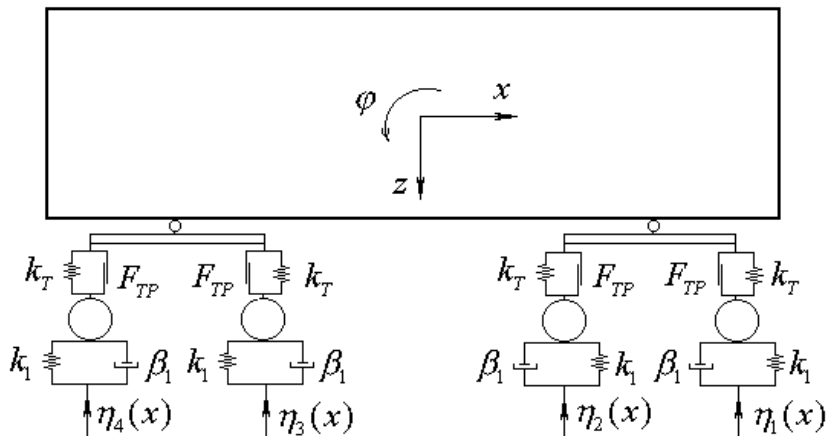 φ x
z
k_T F_TP F_TP k_T k_T F_TP F_TP k_T
k_1 β_1 k_1 β_1 β_1 k_1 β_1 k_1
η_4(x) η_3(x) η_2(x) η_1(x)